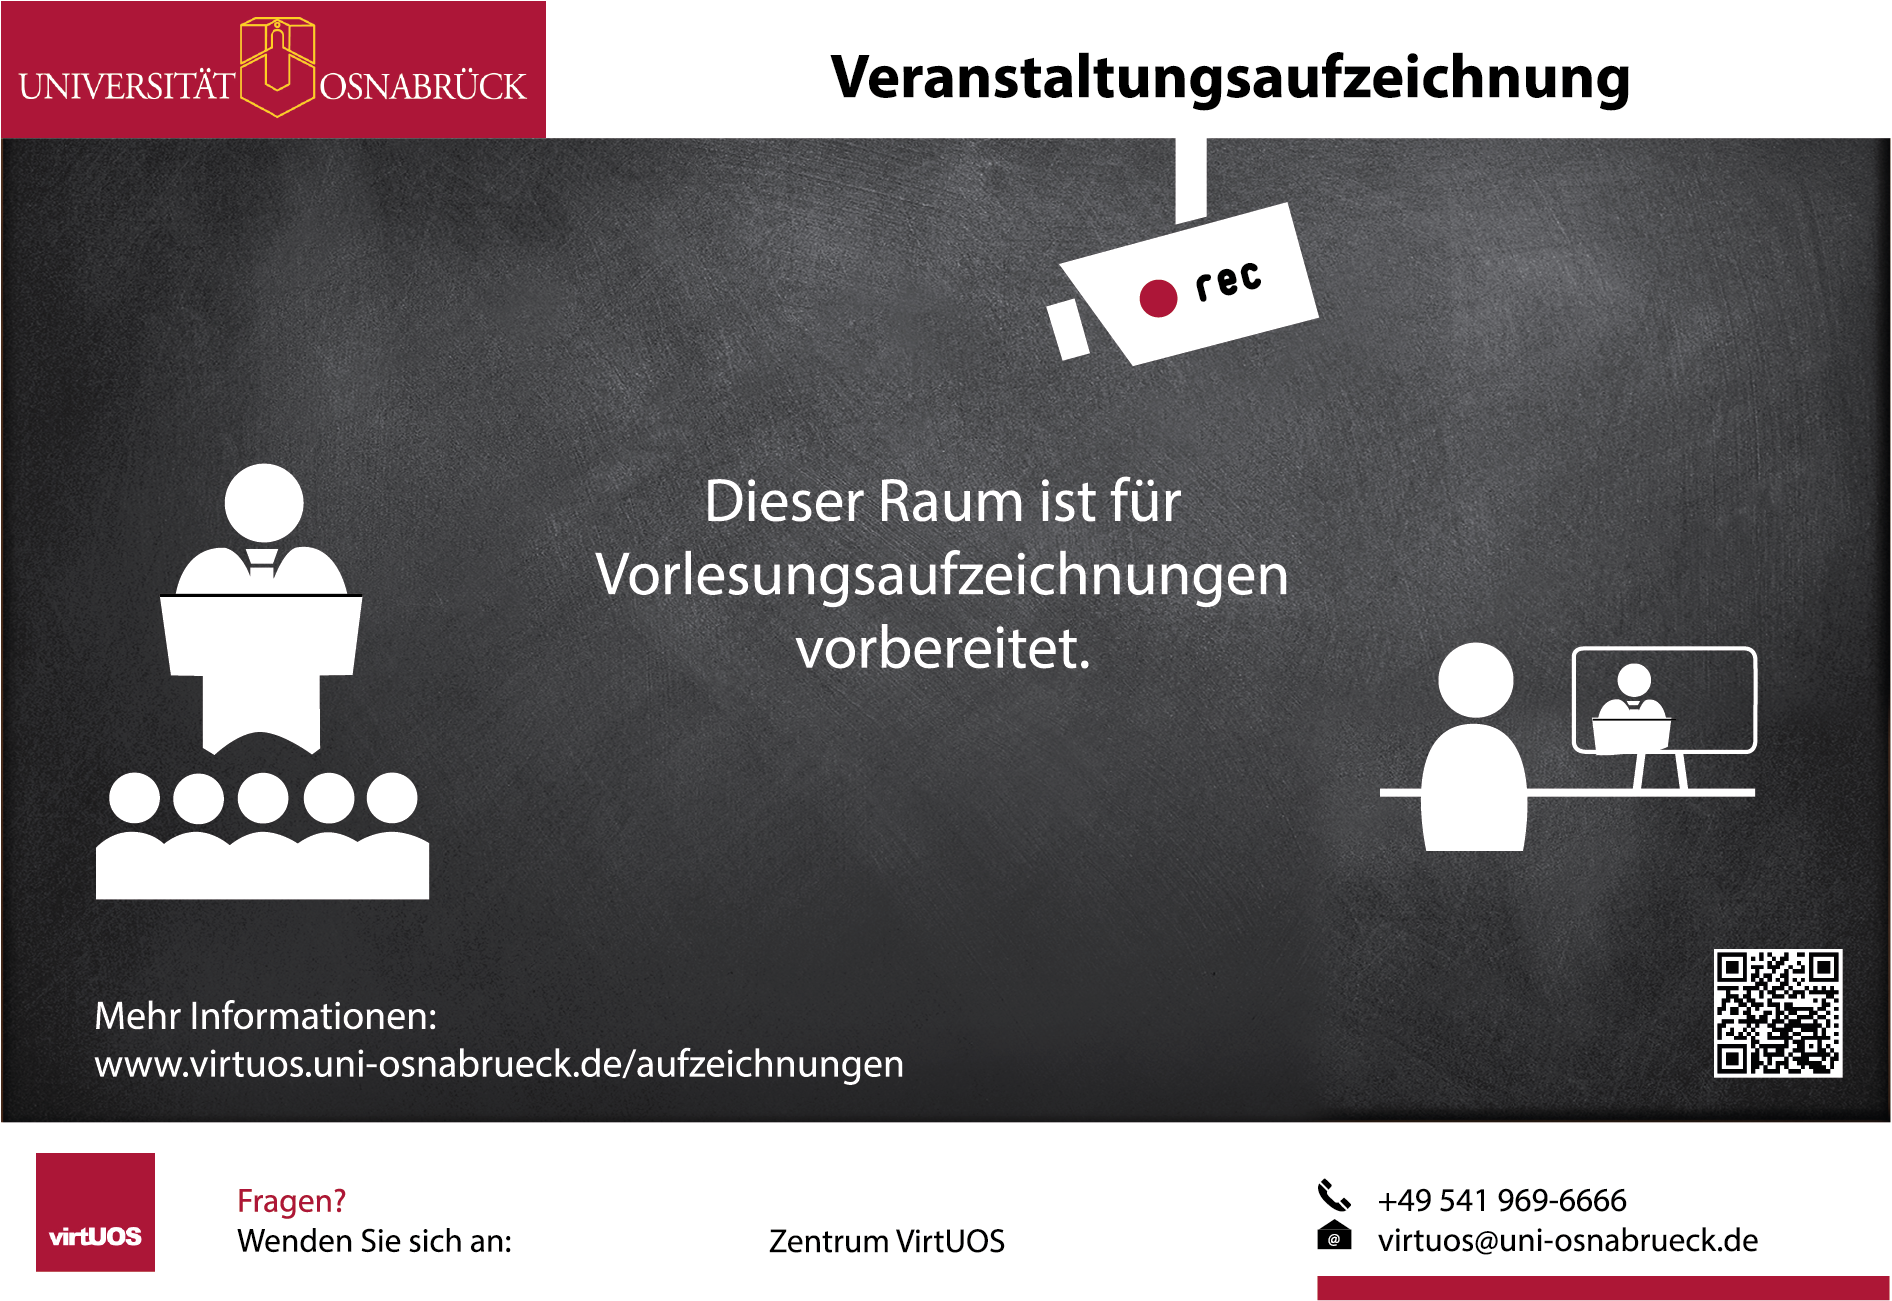 UNIVERSITÄT OSNABRÜCK
Veranstaltungsaufzeichnung
rec
Dieser Raum ist für
Vorlesungsaufzeichnungen
vorbereitet.
Mehr Informationen:
www.virtuos.uni-osnabrueck.de/aufzeichnungen
virtUOS
Fragen?
Wenden Sie sich an:
Zentrum VirtUOS
+49 541 969-6666
@
virtuos@uni-osnabrueck.de